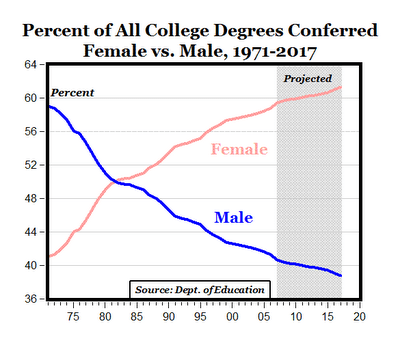 Percent of All College Degrees Conferred
Female vs. Male, 1971-2017
64
60
56
52
48
44
40
36
Percent
Projected
Female
Male
Source: Dept. of Education
75 80 85 90 95 00 05 10 15 20